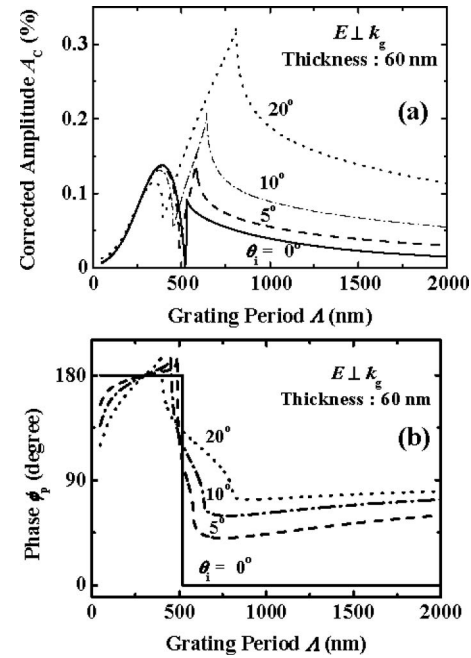 E ⊥ k_g
Thickness : 60 nm
(a)
20°
10°
5°
θ_i = 0°
Corrected Amplitude A_C (%)
0.3
0.2
0.1
0
0 500 1000 1500 2000
Grating Period Λ (nm)
E ⊥ k_g
Thickness : 60 nm
(b)
20°
10°
5°
θ_i = 0°
Phase ϕ_p (degree)
180
90
0
0 500 1000 1500 2000
Grating Period Λ (nm)